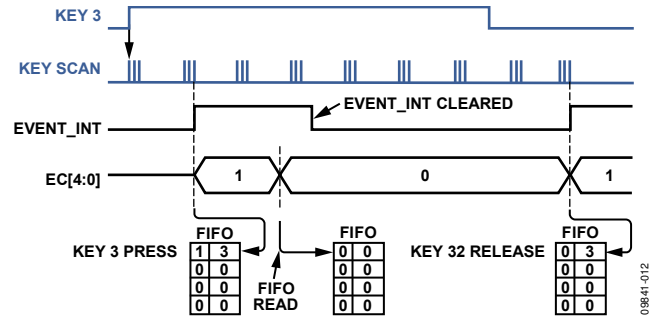 KEY 3
KEY SCAN
EVENT_INT CLEARED
EVENT_INT
EC[4:0]
1
0
1
KEY 3 PRESS
FIFO
1 3
0 0
0 0
0 0
FIFO
READ
FIFO
0 0
0 0
0 0
0 0
KEY 32 RELEASE
FIFO
0 3
0 0
0 0
0 0
09841-012